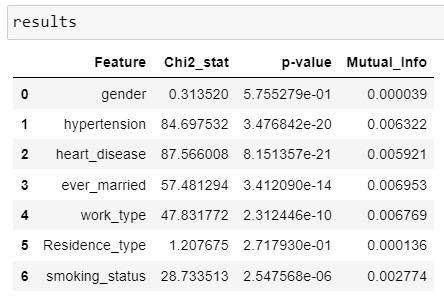 results
Feature Chi2_stat p-value Mutual_Info
0 gender 0.313520 5.755279e-01 0.000039
1 hypertension 84.697532 3.476842e-20 0.006322
2 heart_disease 87.566008 8.151357e-21 0.005921
3 ever_married 57.481294 3.412090e-14 0.006953
4 work_type 47.831772 2.312446e-10 0.006769
5 Residence_type 1.207675 2.717930e-01 0.000136
6 smoking_status 28.733513 2.547568e-06 0.002774